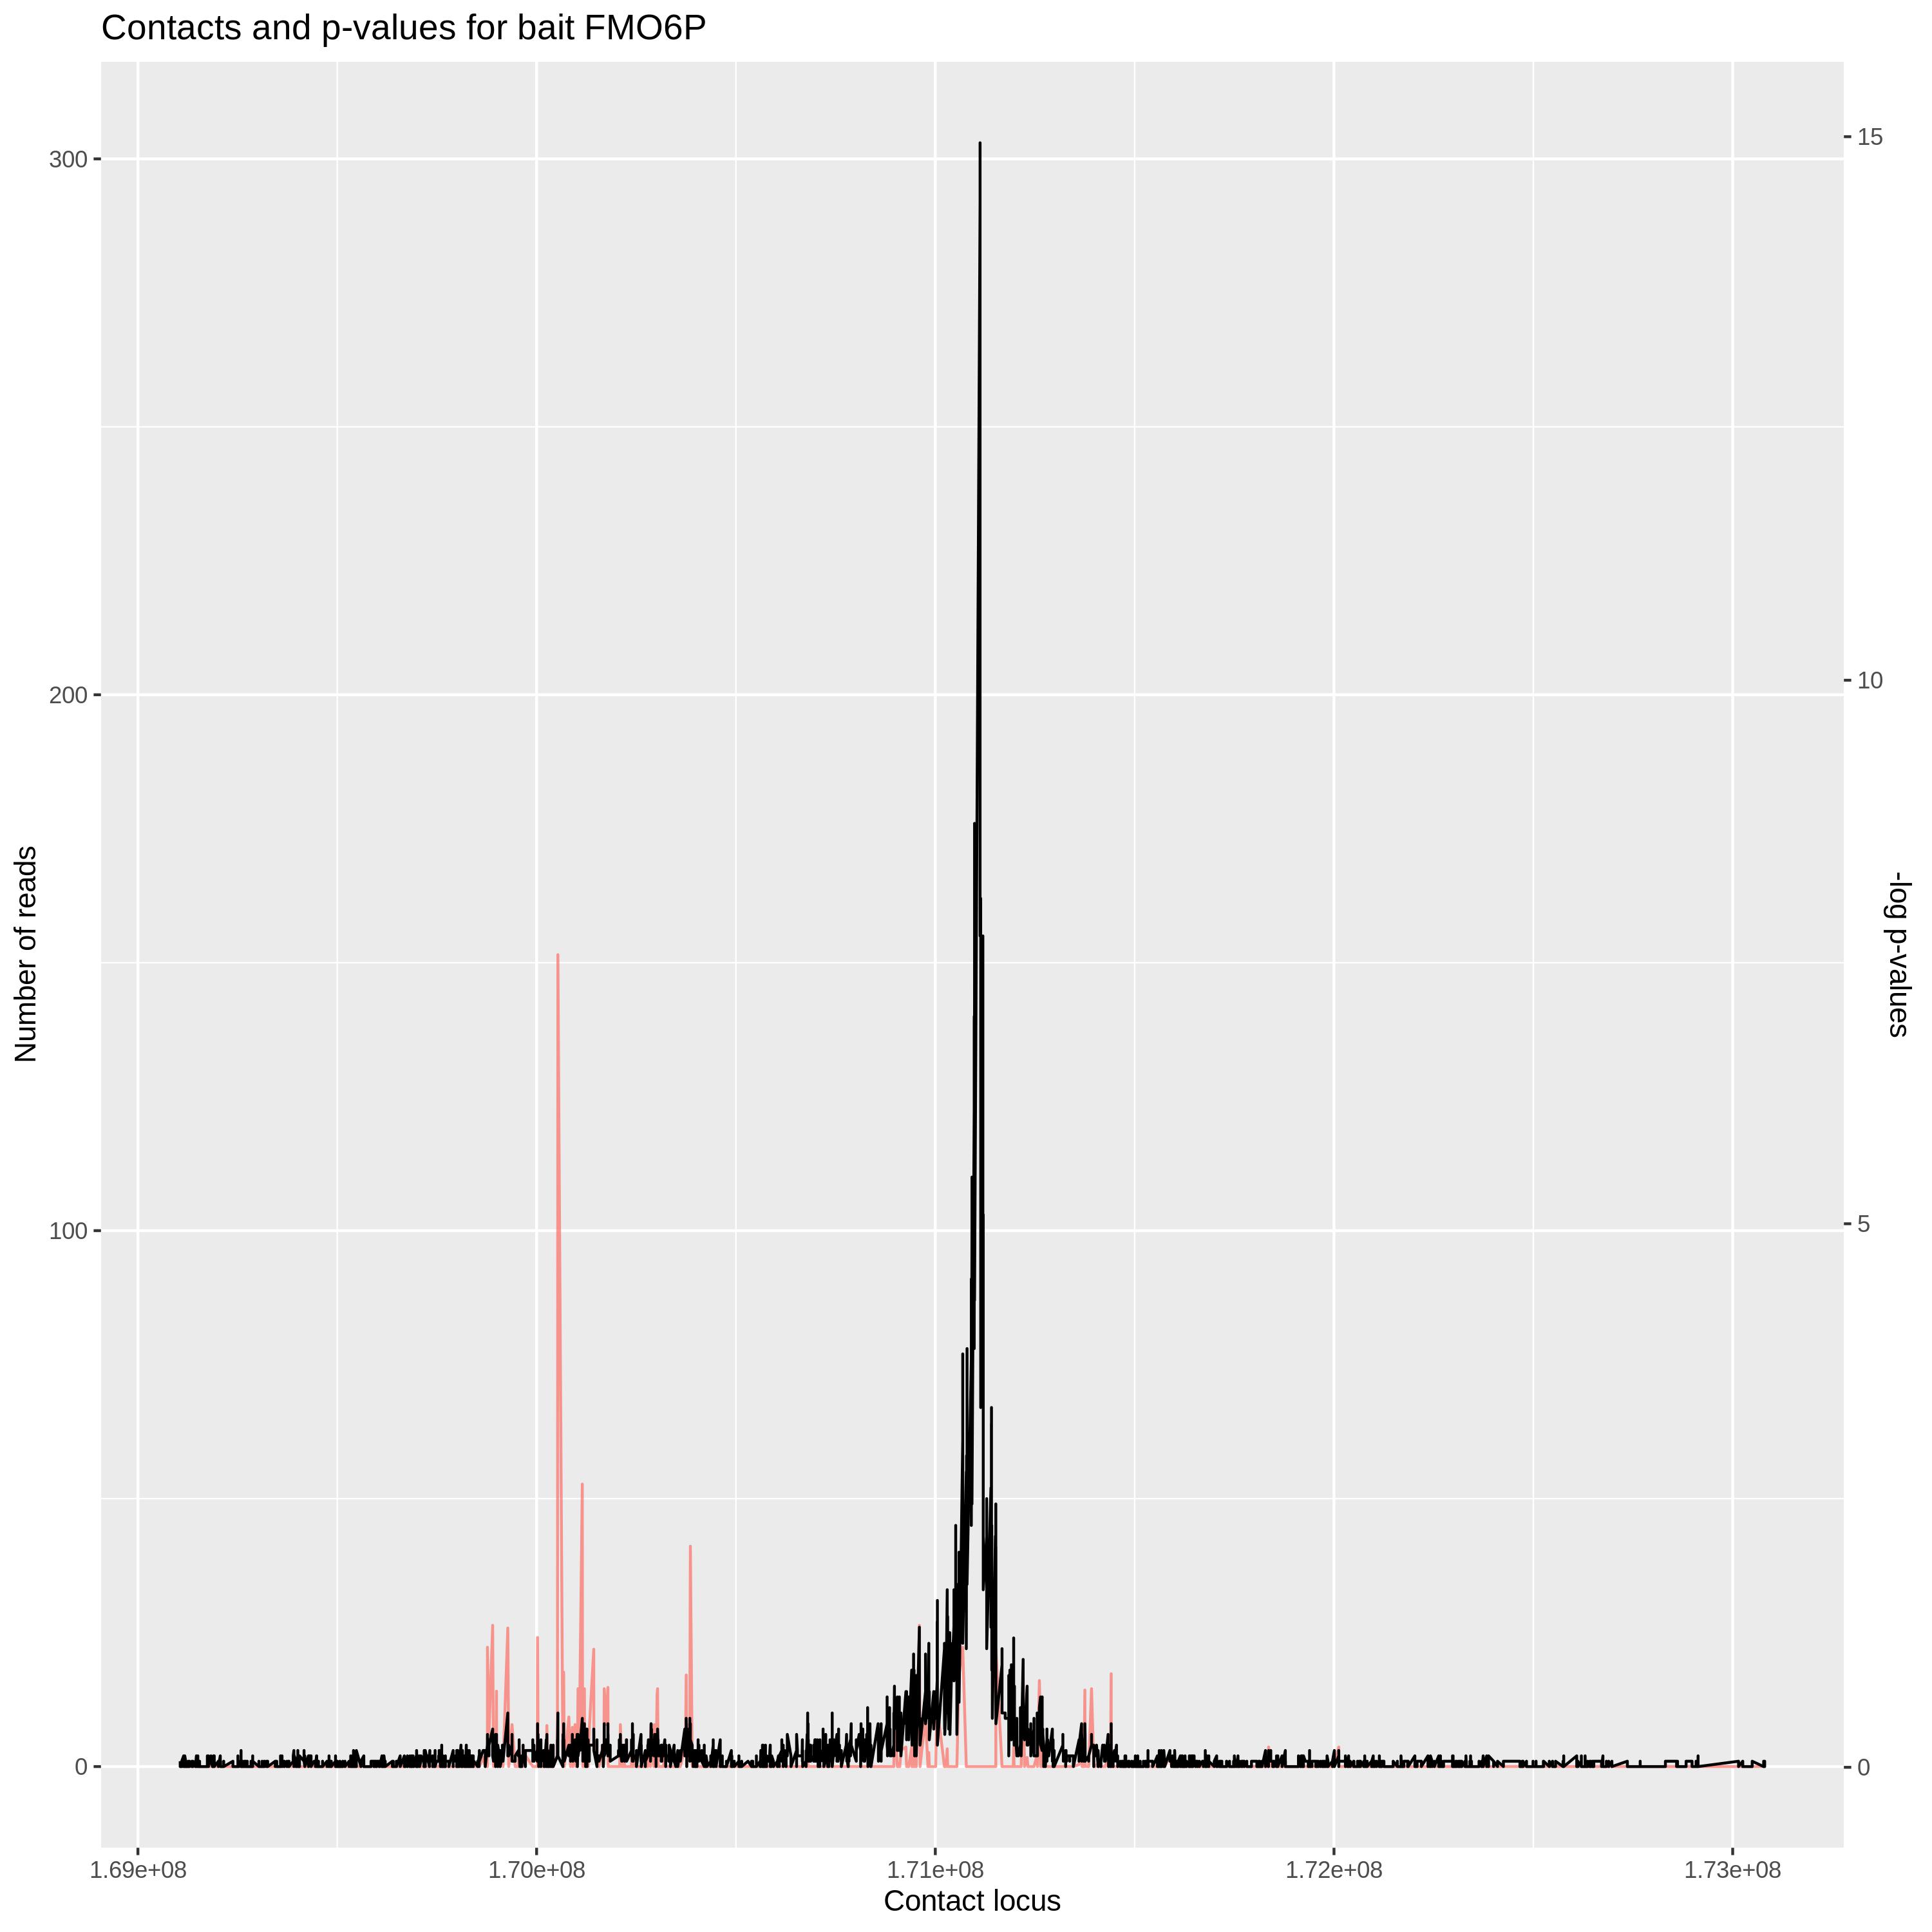 Contacts and p-values for bait FMO6P
300
200
100
0
15
10
5
0
Number of reads
-log p-values
1.69e+08
1.70e+08
1.71e+08
1.72e+08
1.73e+08
Contact locus